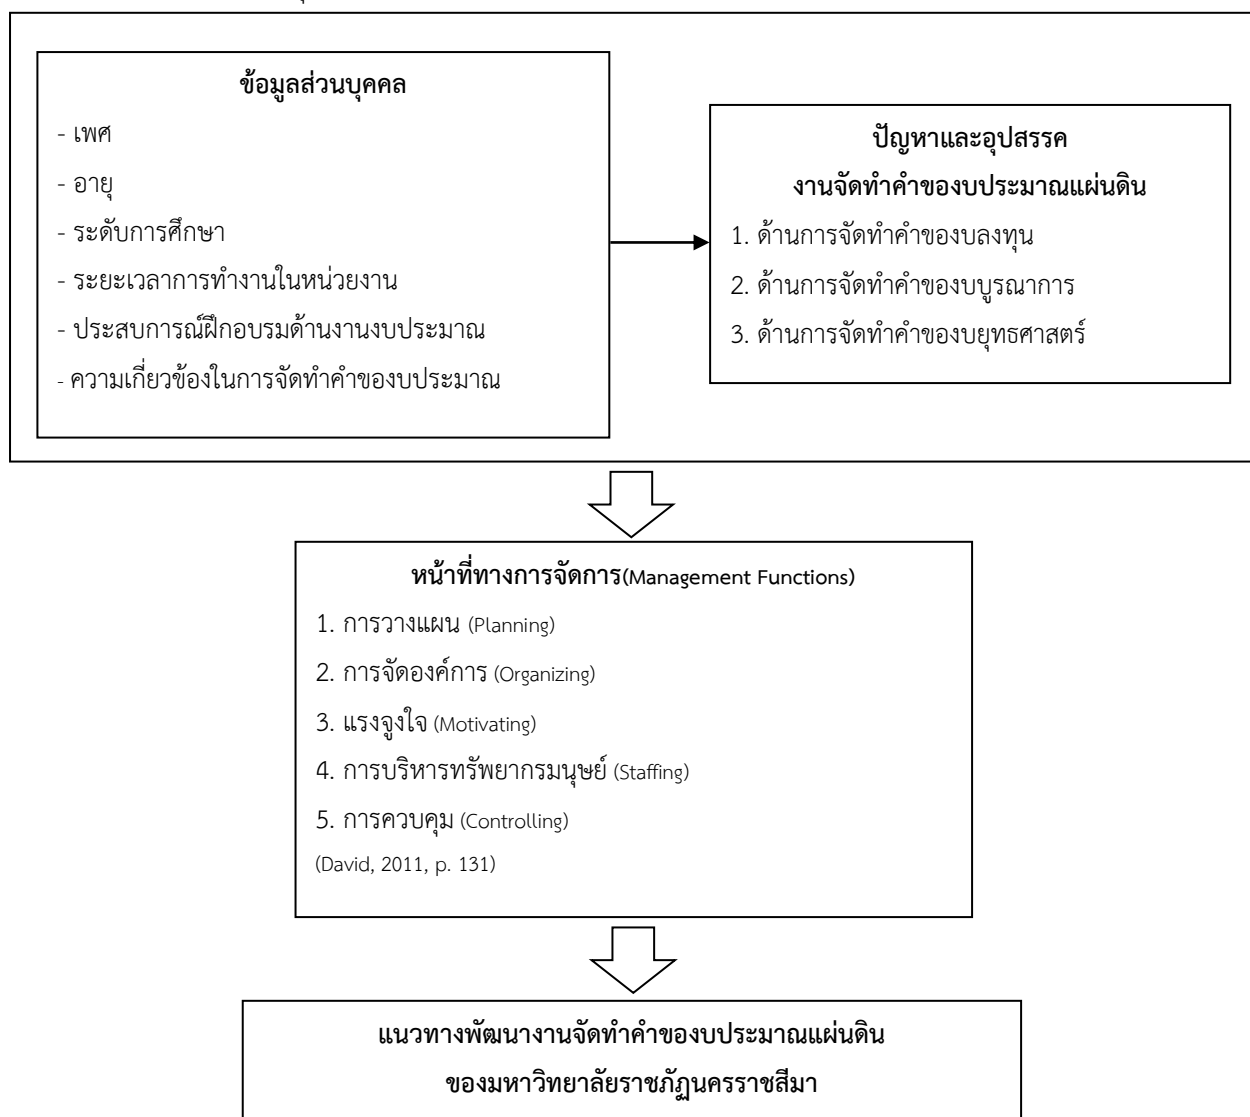 ข้อมูลส่วนบุคคล
- เพศ
- อายุ
- ระดับการศึกษา
- ระยะเวลาการทำงานในหน่วยงาน
- ประสบการณ์ฝึกอบรมด้านงานงบประมาณ
- ความเกี่ยวข้องในการจัดทำคำของบประมาณ
ปัญหาและอุปสรรค
งานจัดทำคำของบประมาณแผ่นดิน
1. ด้านการจัดทำคำของบลงทุน
2. ด้านการจัดทำคำของบบูรณาการ
3. ด้านการจัดทำคำของบยุทธศาสตร์
หน้าที่ทางการจัดการ(Management Functions)
1. การวางแผน (Planning)
2. การจัดองค์การ (Organizing)
3. แรงจูงใจ (Motivating)
4. การบริหารทรัพยากรมนุษย์ (Staffing)
5. การควบคุม (Controlling)
(David, 2011, p. 131)
แนวทางพัฒนางานจัดทำคำของบประมาณแผ่นดิน
ของมหาวิทยาลัยราชภัฏนครราชสีมา